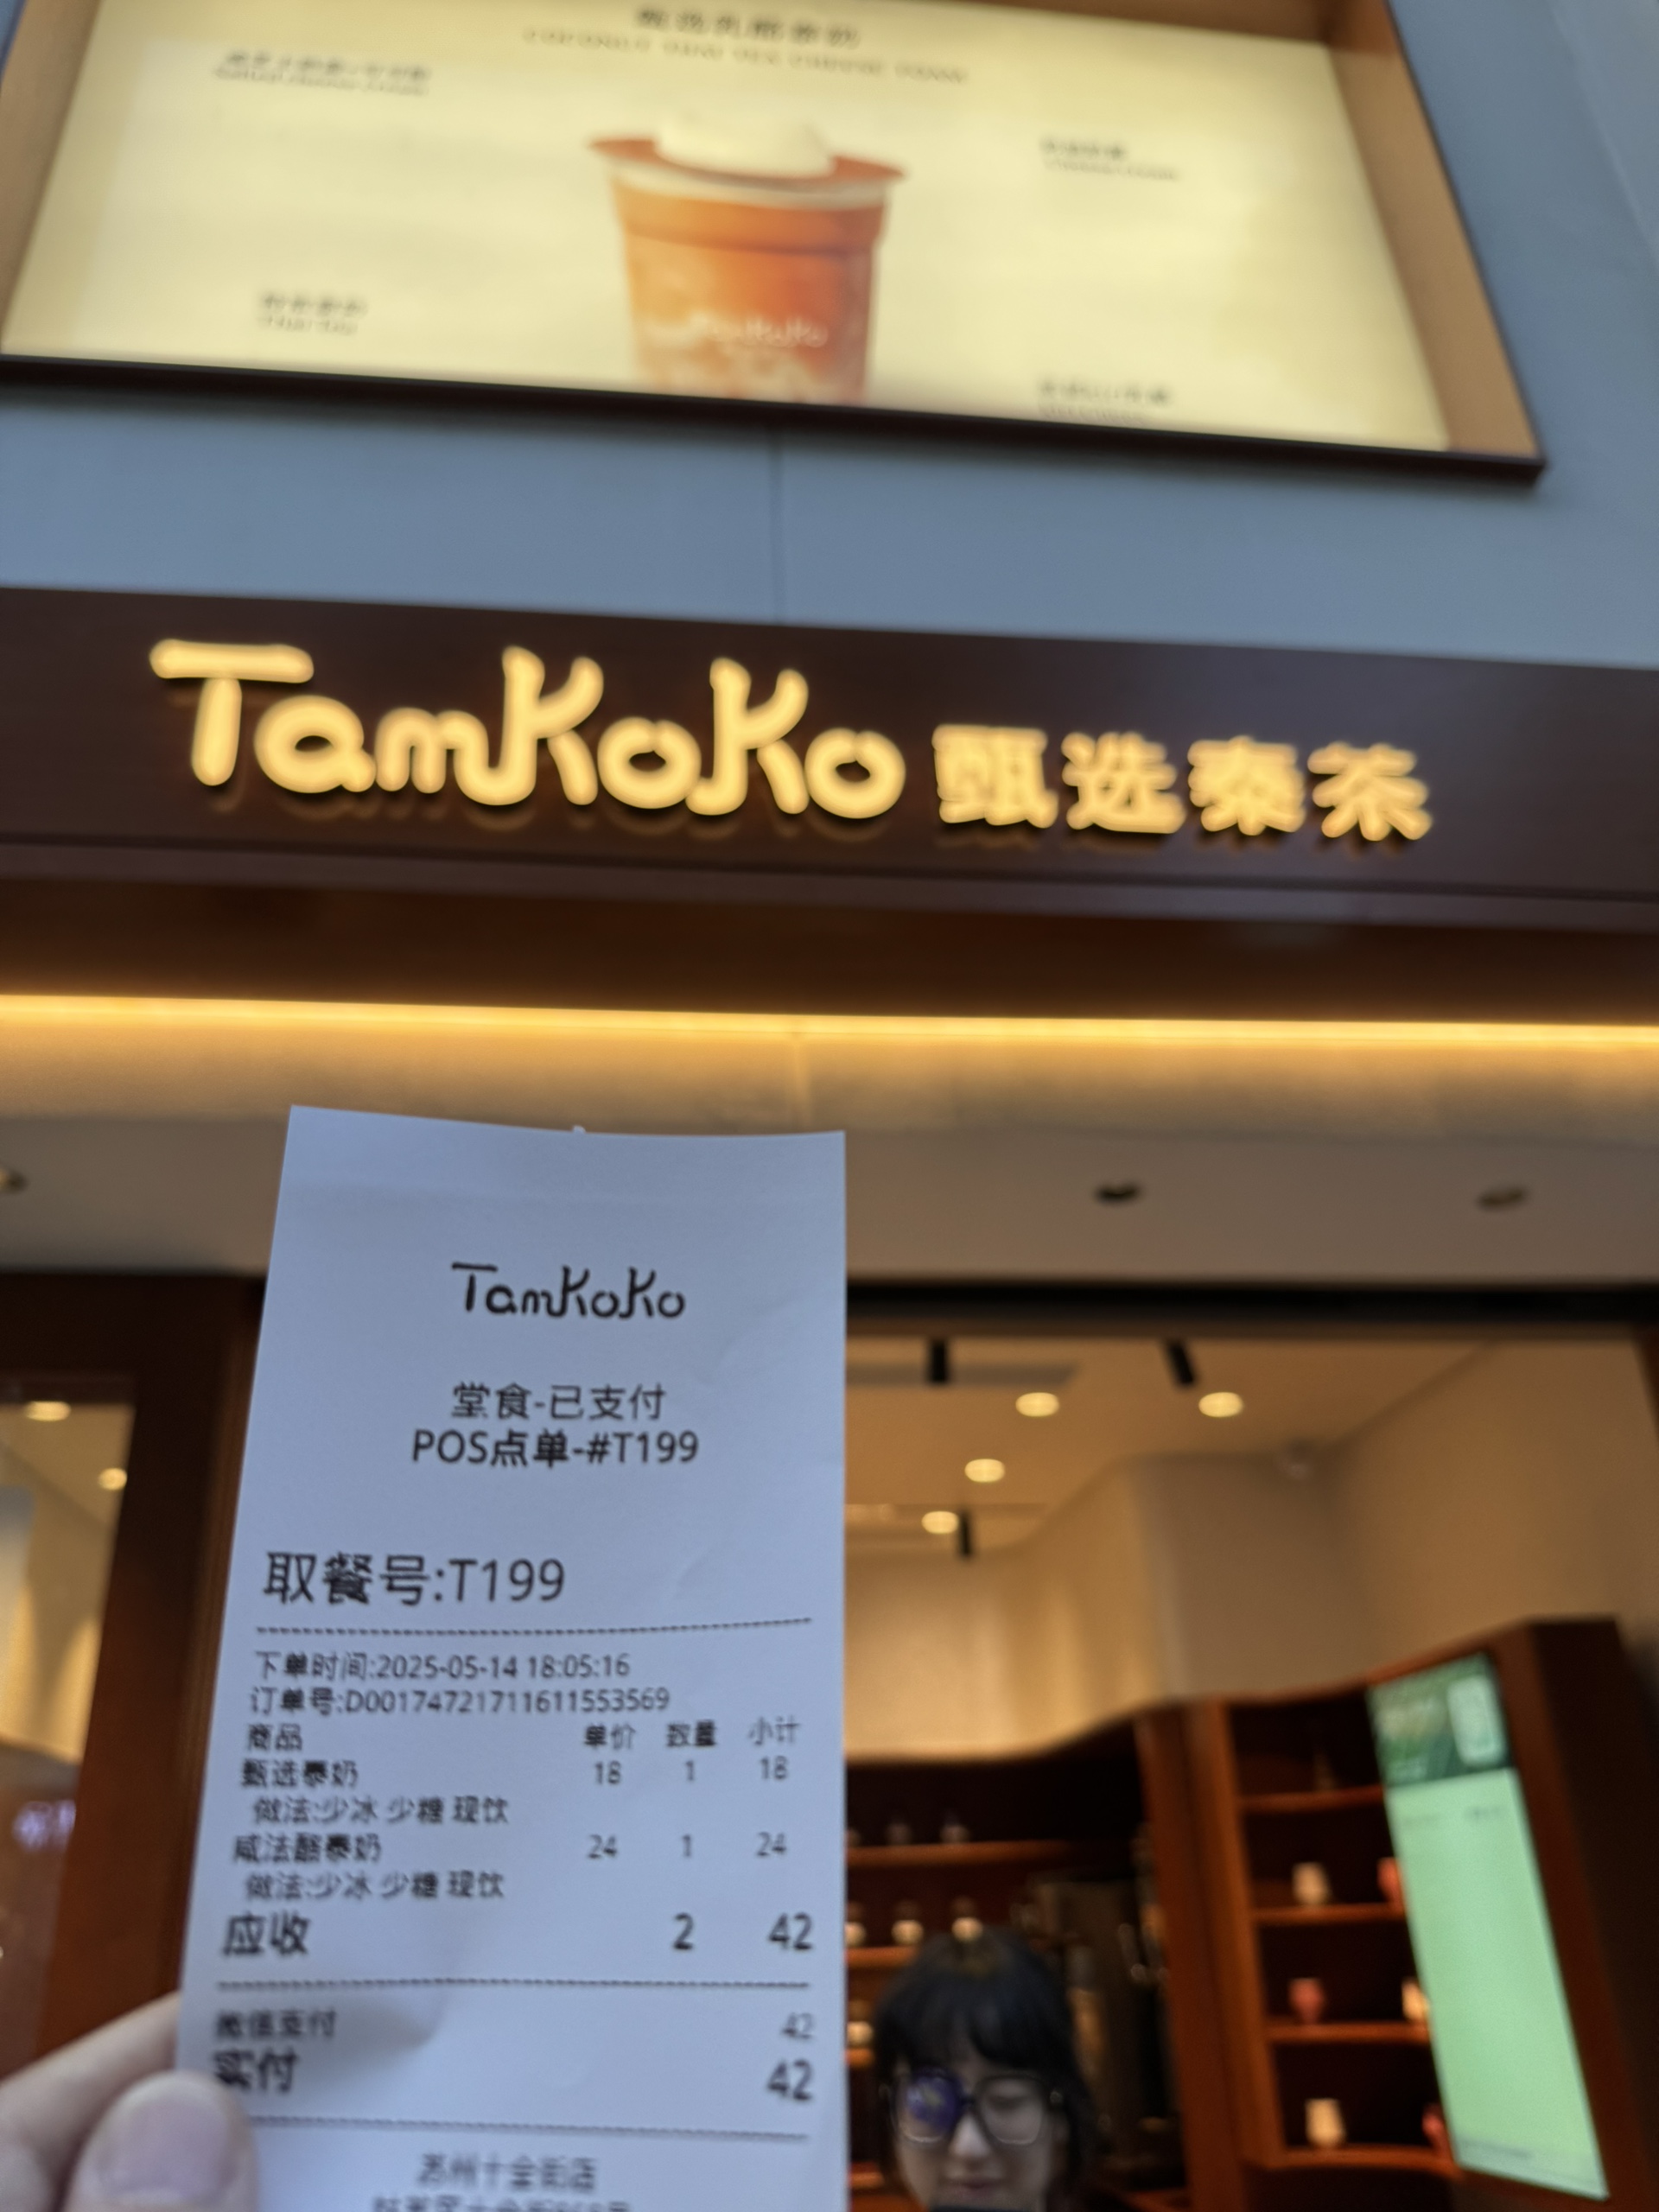 TamKoKo
TamKoKo 甄选泰茶
TamKoKo
堂食-已支付
POS点单-#T199
取餐号:T199
下单时间:2025-05-14 18:05:16
订单号:D001747217111611553569
商品 单价 数量 小计
甄选泰奶 18 1 18
做法:少冰 少糖 现饮
咸法酪泰奶 24 1 24
做法:少冰 少糖 现饮
应收 2 42
微信支付 42
实付 42
苏州十全街店